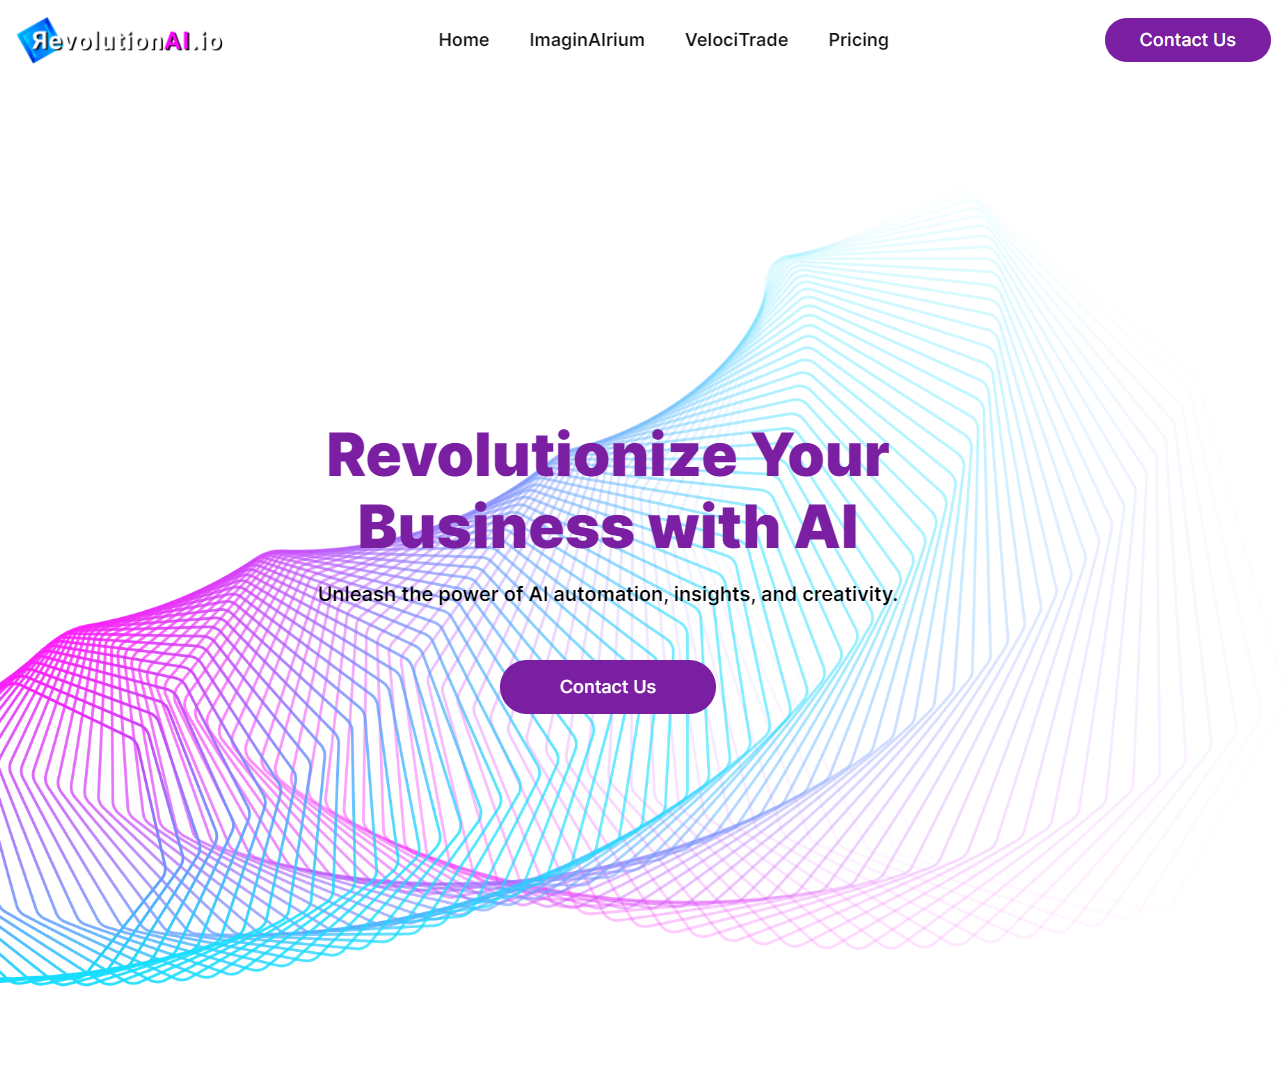 ЯevolutionAI.io
Home ImaginAIrium VelociTrade Pricing
Contact Us
Revolutionize Your
Business with AI
Unleash the power of AI automation, insights, and creativity.
Contact Us